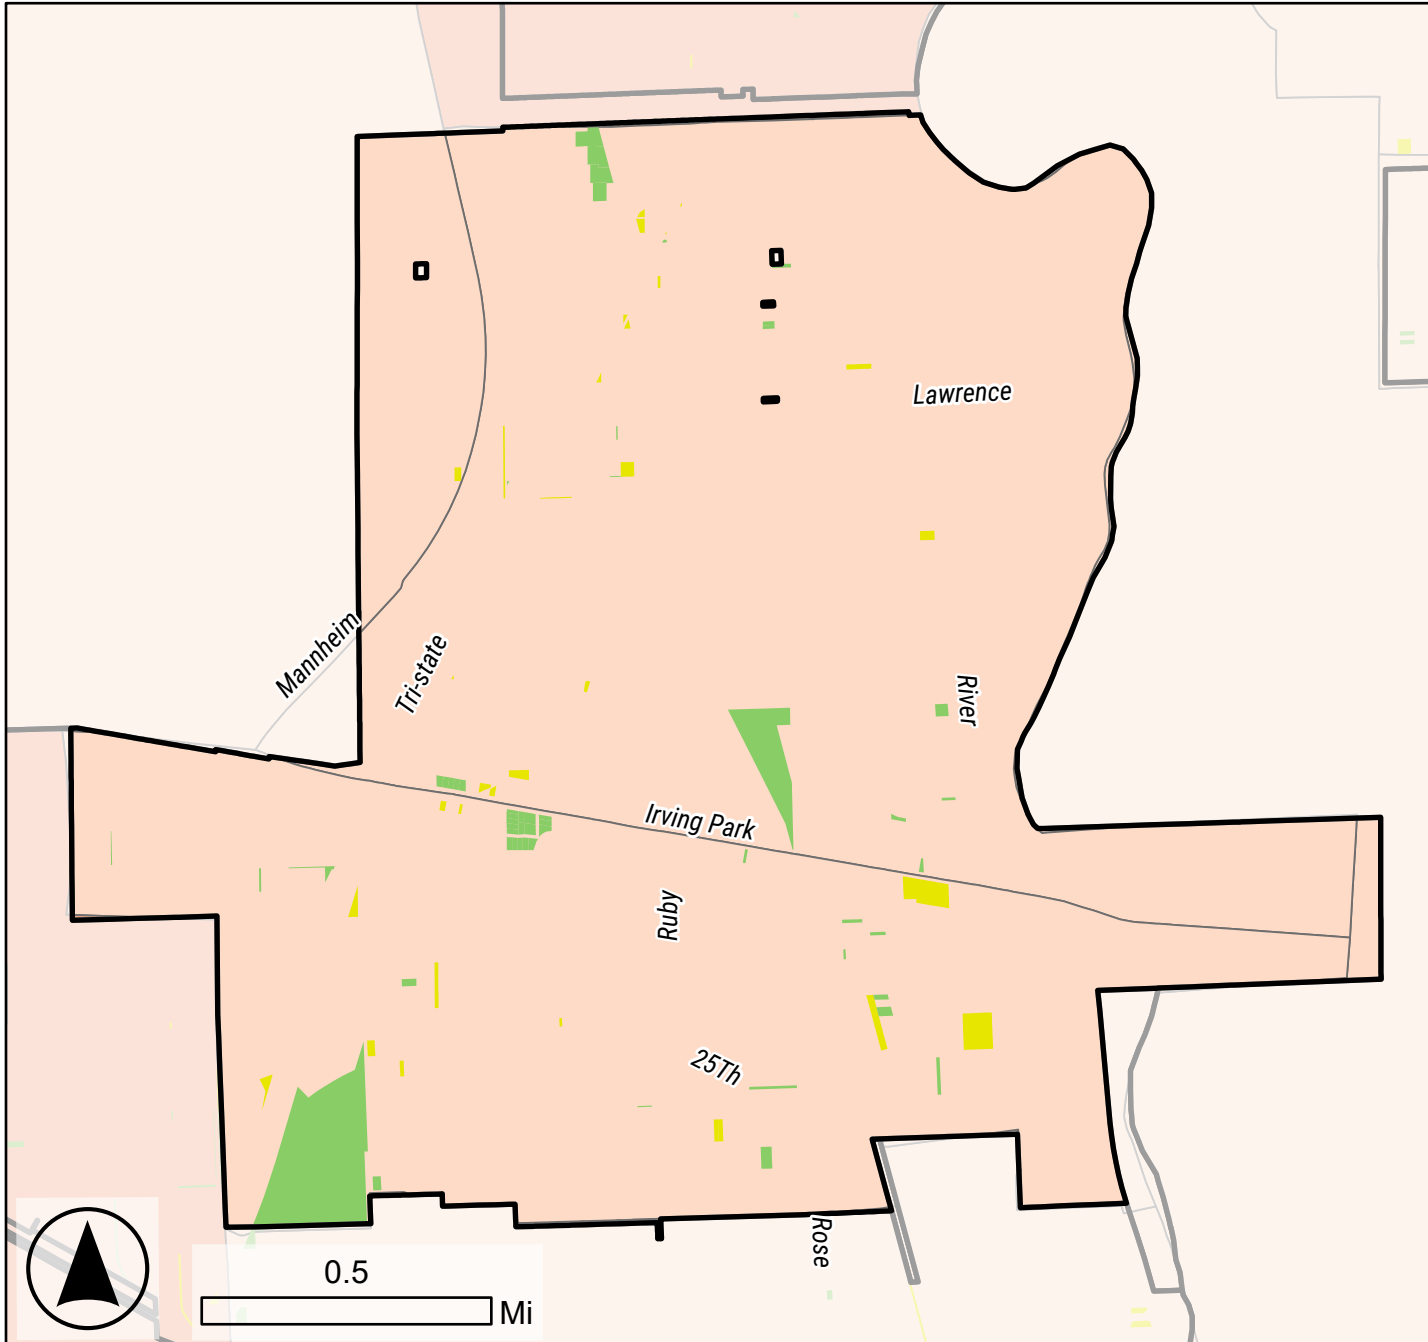 Lawrence
Mannheim
Tri-state
River
Irving Park
Ruby
25Th
Rose
0.5
Mi